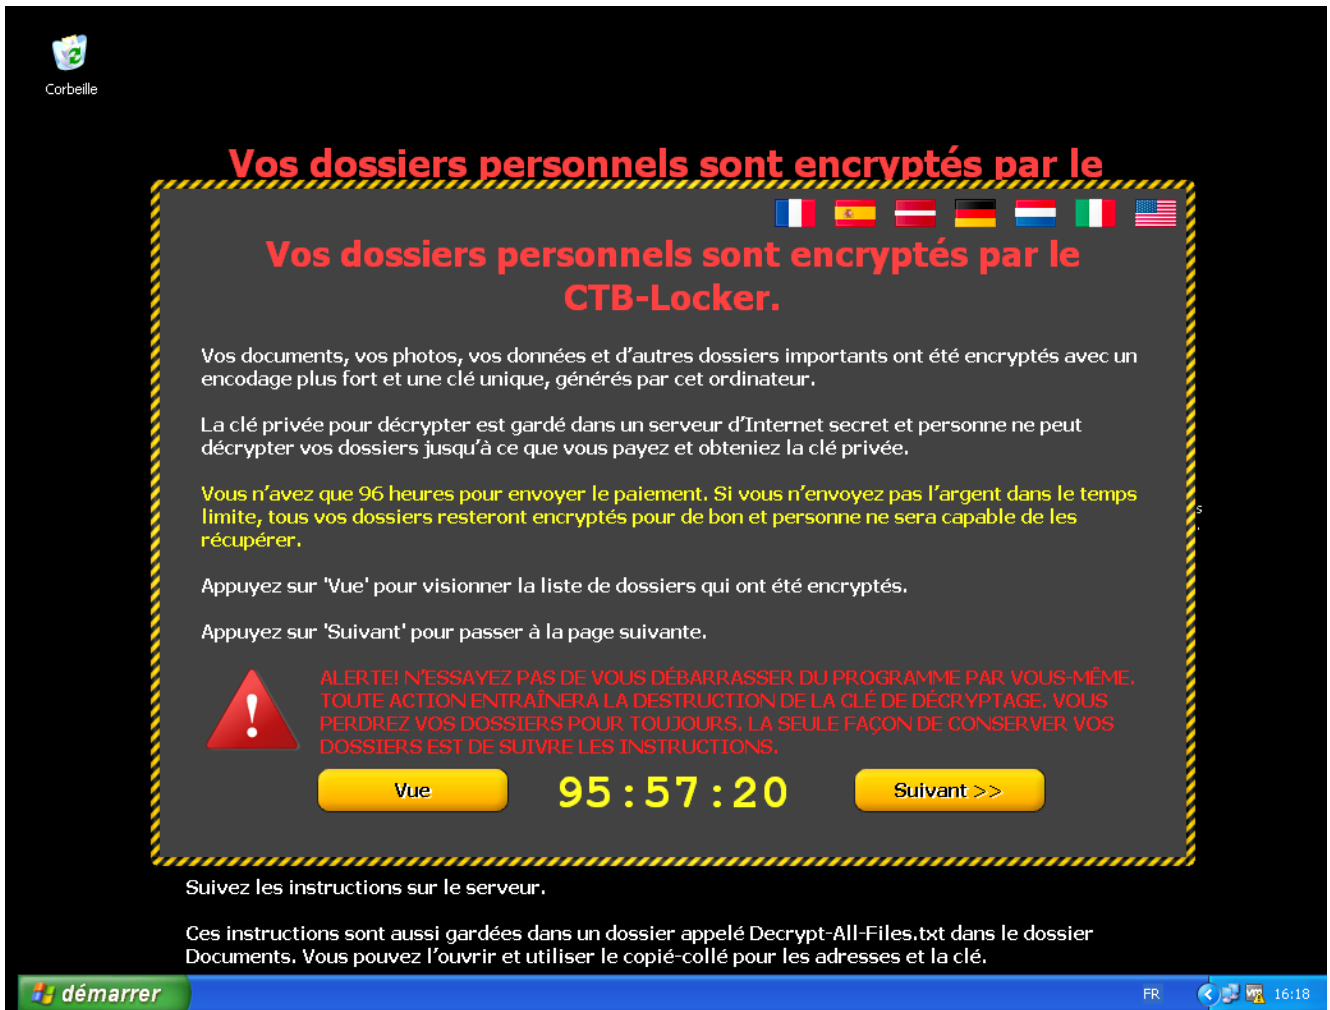 Corbeille
Vos dossiers personnels sont encryptés par le
Vos dossiers personnels sont encryptés par le
CTB-Locker.
Vos documents, vos photos, vos données et d'autres dossiers importants ont été encryptés avec un
encodage plus fort et une clé unique, générés par cet ordinateur.
La clé privée pour décrypter est gardé dans un serveur d'Internet secret et personne ne peut
décrypter vos dossiers jusqu'à ce que vous payez et obteniez la clé privée.
Vous n'avez que 96 heures pour envoyer le paiement. Si vous n'envoyez pas l'argent dans le temps
limite, tous vos dossiers resteront encryptés pour de bon et personne ne sera capable de les
récupérer.
Appuyez sur 'Vue' pour visionner la liste de dossiers qui ont été encryptés.
Appuyez sur 'Suivant' pour passer à la page suivante.
ALERTE! N'ESSAYEZ PAS DE VOUS DÉBARRASSER DU PROGRAMME PAR VOUS-MÊME.
TOUTE ACTION ENTRAÎNERA LA DESTRUCTION DE LA CLÉ DE DÉCRYPTAGE. VOUS
PERDREZ VOS DOSSIERS POUR TOUJOURS. LA SEULE FAÇON DE CONSERVER VOS
DOSSIERS EST DE SUIVRE LES INSTRUCTIONS.
Vue
95:57:20
Suivant >>
Suivez les instructions sur le serveur.
Ces instructions sont aussi gardées dans un dossier appelé Decrypt-All-Files.txt dans le dossier
Documents. Vous pouvez l'ouvrir et utiliser le copié-collé pour les adresses et la clé.
démarrer
FR
16:18